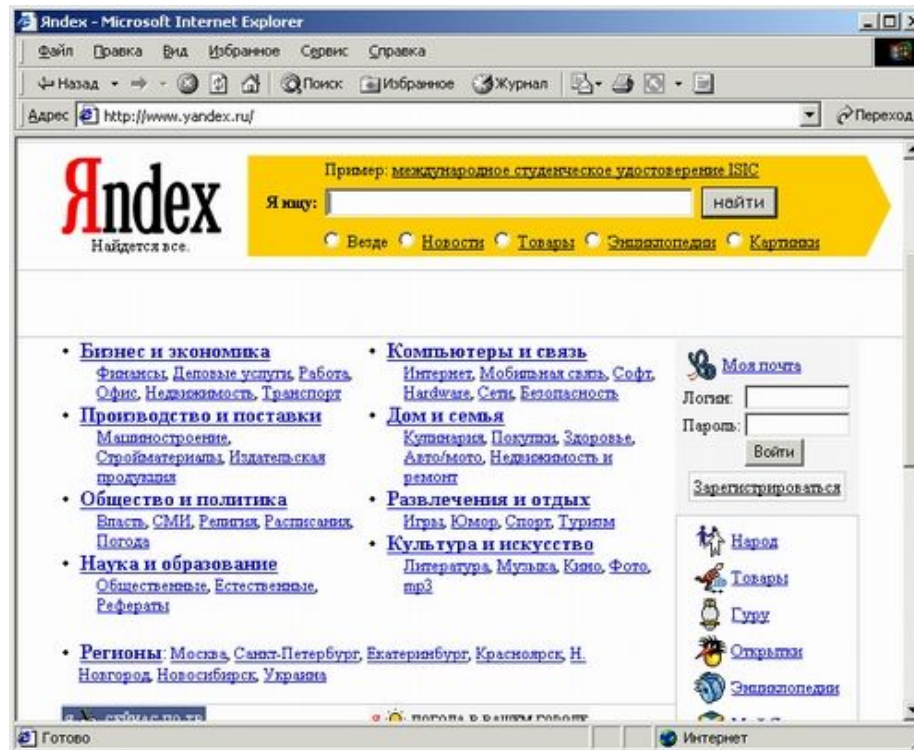 Яndex - Microsoft Internet Explorer
Файл Правка Вид Избранное Сервис Справка
Назад Поиск Избранное Журнал
Адрес http://www.yandex.ru/ Переход
Яndex
Найдется все.
Пример: международное студенческое удостоверение ISIC
Я ищу: найти
Везде Новости Товары Энциклопедии Картинки
• Бизнес и экономика
Финансы, Деловые услуги, Работа,
Офис, Недвижимость, Транспорт
• Производство и поставки
Машиностроение,
Стройматериалы, Издательская
продукция
• Общество и политика
Власть, СМИ, Религия, Расписания,
Погода
• Наука и образование
Общественные, Естественные,
Рефераты
• Компьютеры и связь
Интернет, Мобильная связь, Софт,
Hardware, Сети, Безопасность
• Дом и семья
Кулинария, Покупки, Здоровье,
Авто/мото, Недвижимость и
ремонт
• Развлечения и отдых
Игры, Юмор, Спорт, Туризм
• Культура и искусство
Литература, Музыка, Кино, Фото,
mp3
• Регионы: Москва, Санкт-Петербург, Екатеринбург, Красноярск, Н.
Новгород, Новосибирск, Украина
Моя почта
Логин:
Пароль:
Войти
Зарегистрироваться
Народ
Товары
Гуру
Открытки
Энциклопедии
СЕЙЧАС ПО ТВ
Я ПОГОДА В ВАШЕМ ГОРОДЕ
Готово Интернет